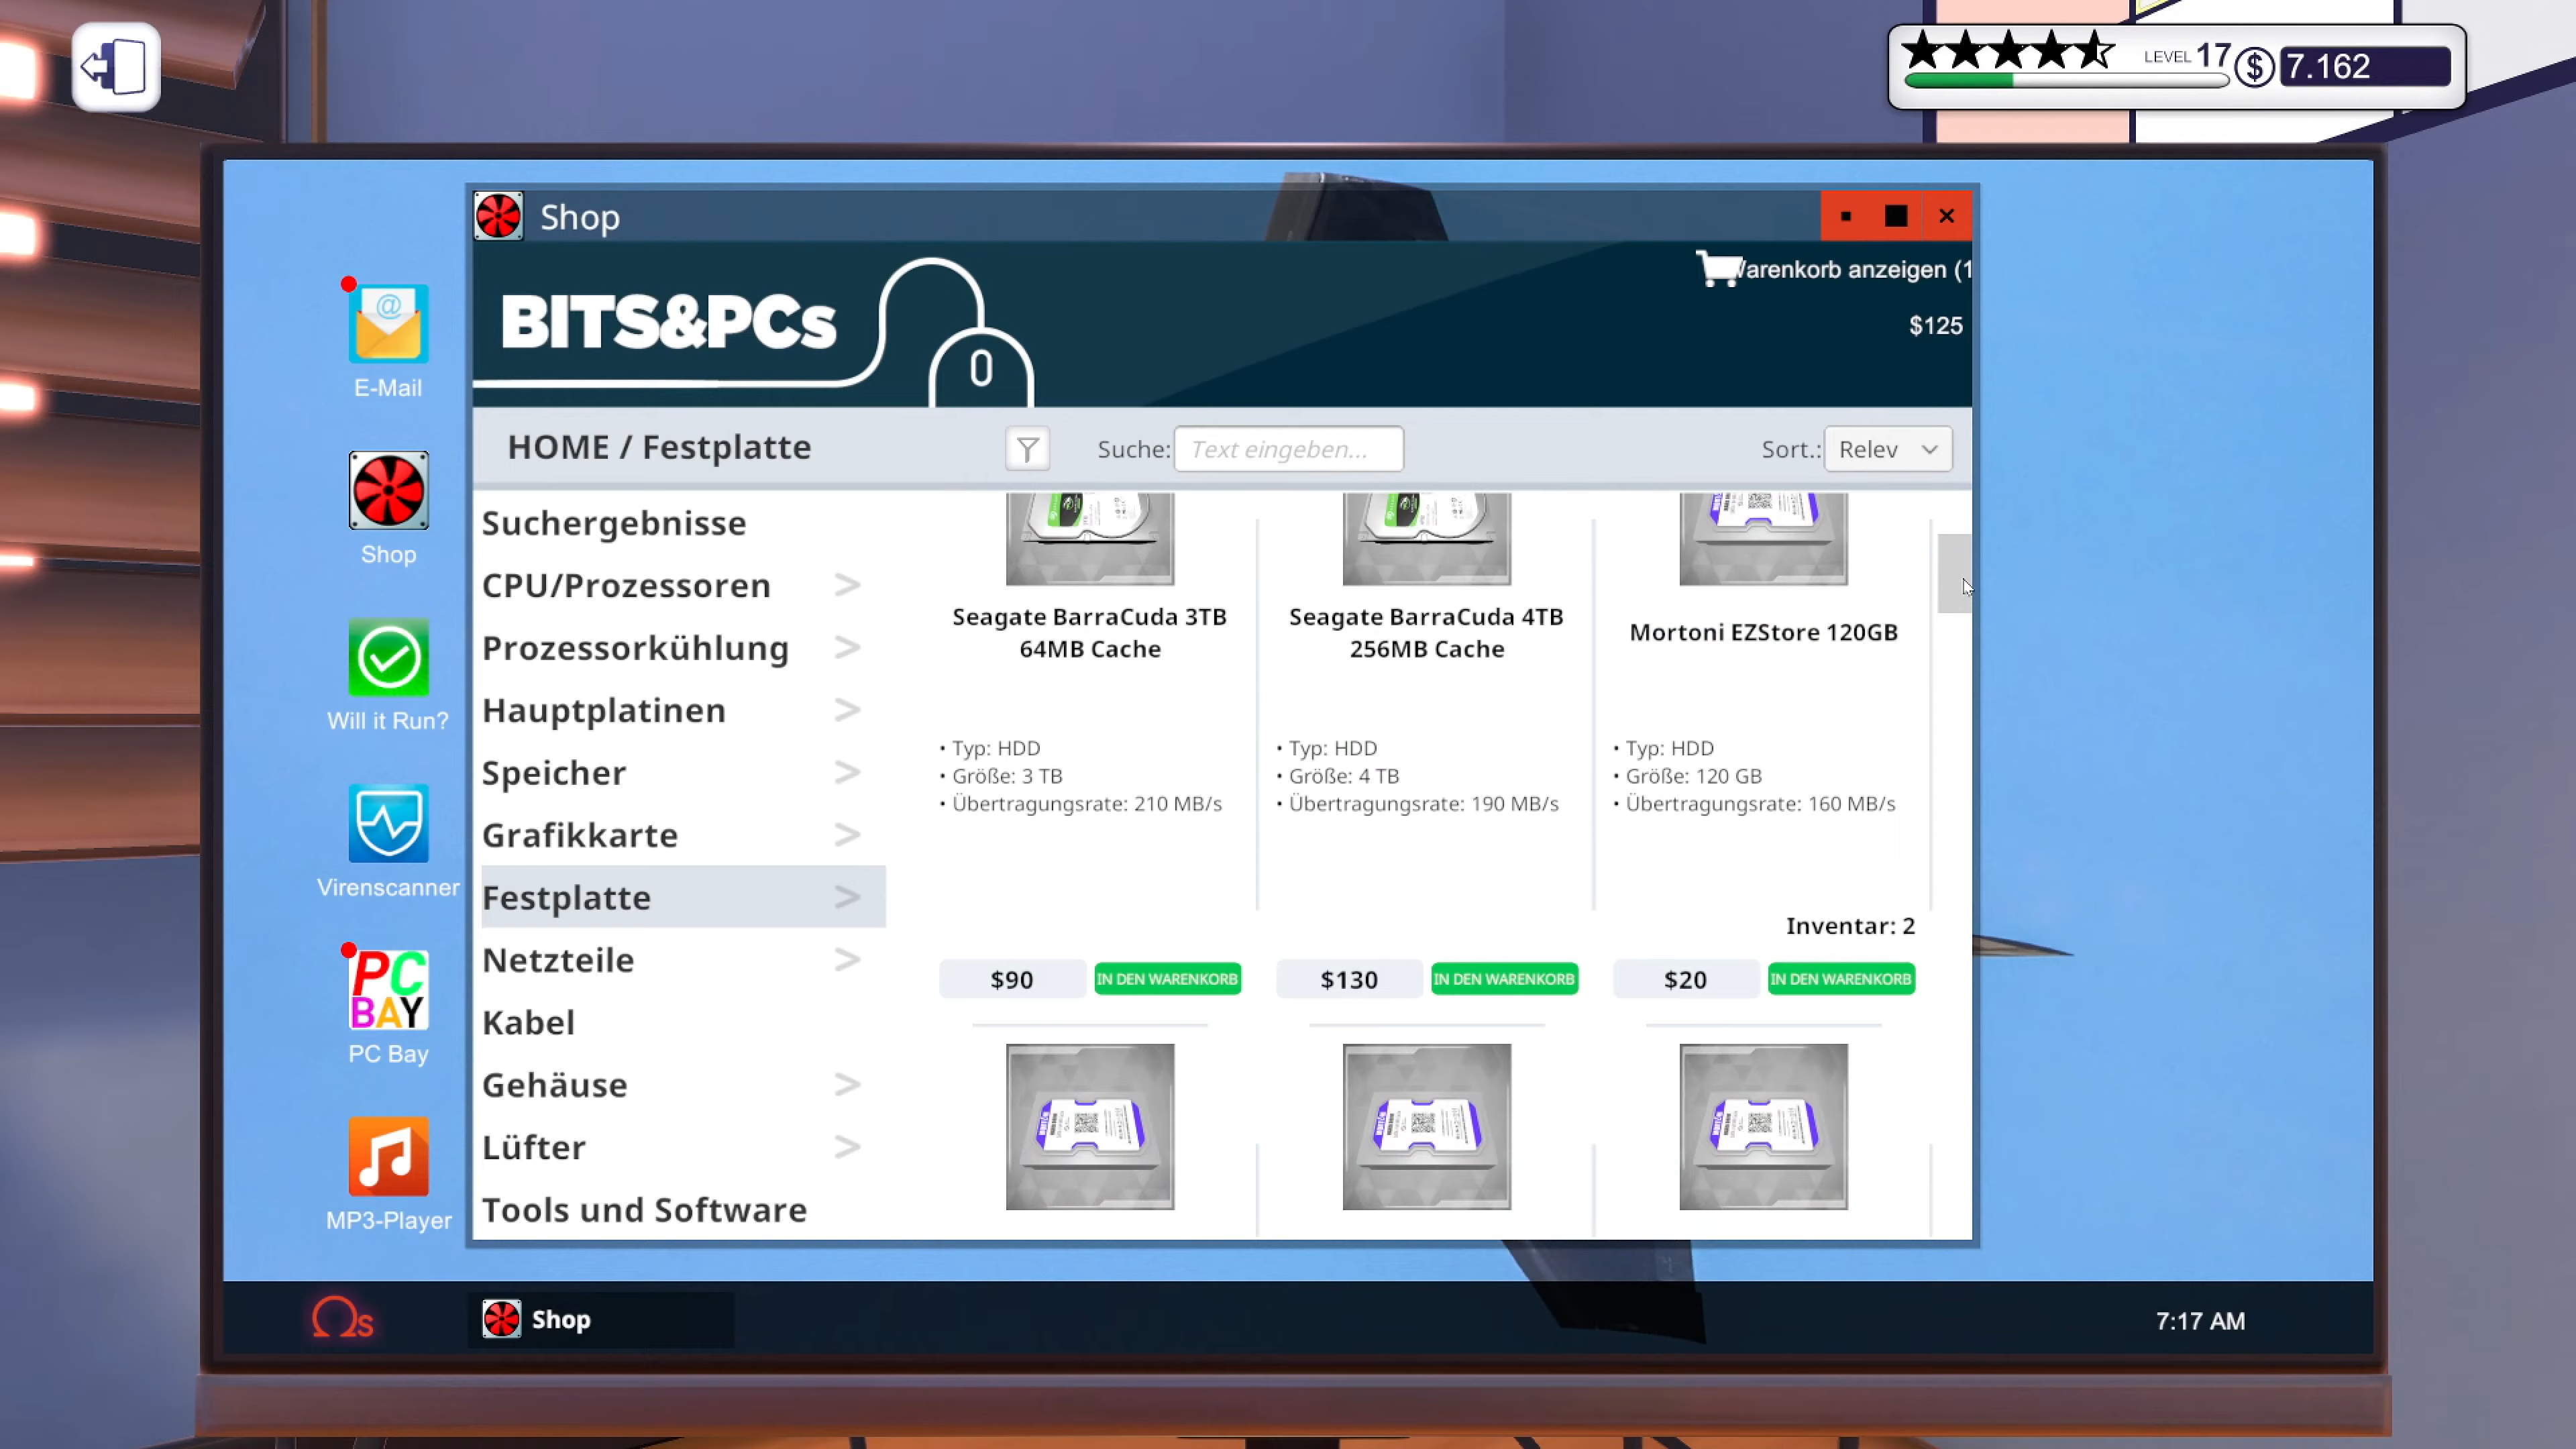 LEVEL 17
$ 7.162
Shop
Warenkorb anzeigen (1
BITS&PCs
$125
E-Mail
HOME / Festplatte
Suche: Text eingeben...
Sort.: Relev
Suchergebnisse
CPU/Prozessoren >
Prozessorkühlung >
Hauptplatinen >
Speicher >
Grafikkarte >
Festplatte >
Netzteile >
Kabel
Gehäuse >
Lüfter >
Tools und Software
Shop
Will it Run?
Virenscanner
PC
BAY
PC Bay
MP3-Player
Seagate BarraCuda 3TB
64MB Cache
• Typ: HDD
• Größe: 3 TB
• Übertragungsrate: 210 MB/s
$90 IN DEN WARENKORB
Seagate BarraCuda 4TB
256MB Cache
• Typ: HDD
• Größe: 4 TB
• Übertragungsrate: 190 MB/s
$130 IN DEN WARENKORB
Mortoni EZStore 120GB
• Typ: HDD
• Größe: 120 GB
• Übertragungsrate: 160 MB/s
Inventar: 2
$20 IN DEN WARENKORB
Ωs
Shop
7:17 AM